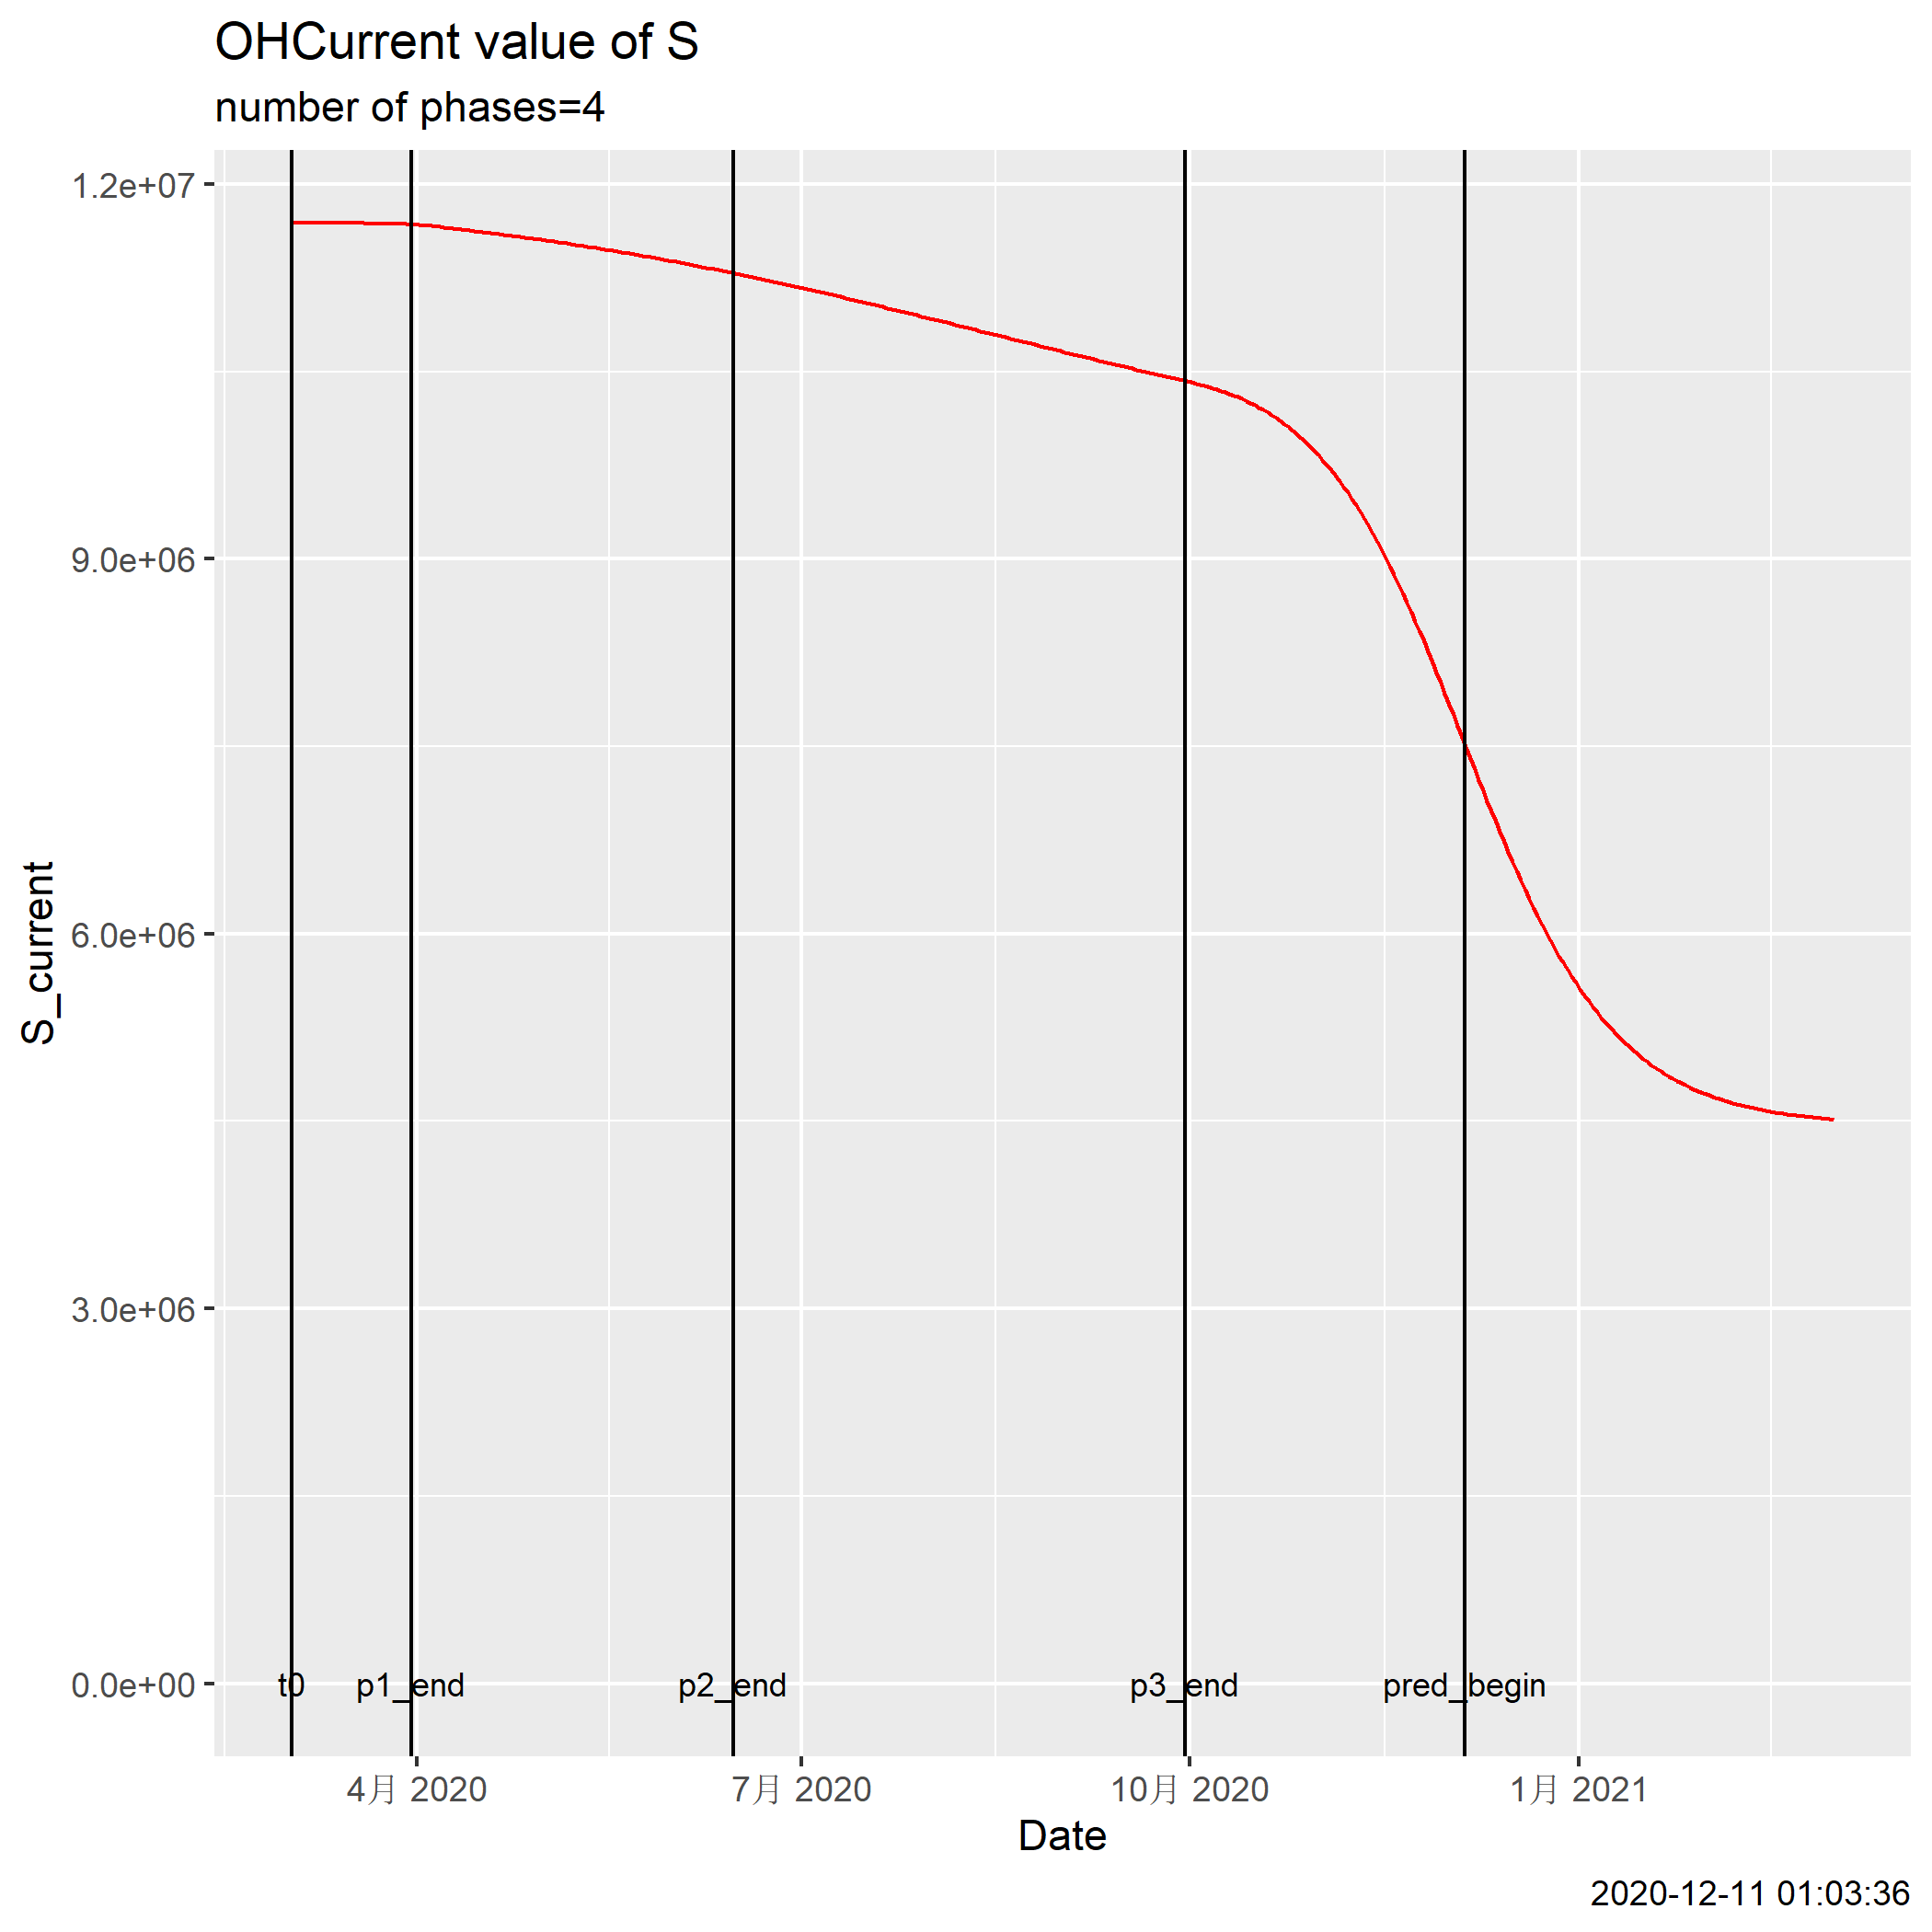 OHCurrent value of S
number of phases=4
1.2e+07
9.0e+06
6.0e+06
3.0e+06
0.0e+00
S_current
t0 p1_end p2_end p3_end pred_begin
4月 2020 7月 2020 10月 2020 1月 2021
Date
2020-12-11 01:03:36